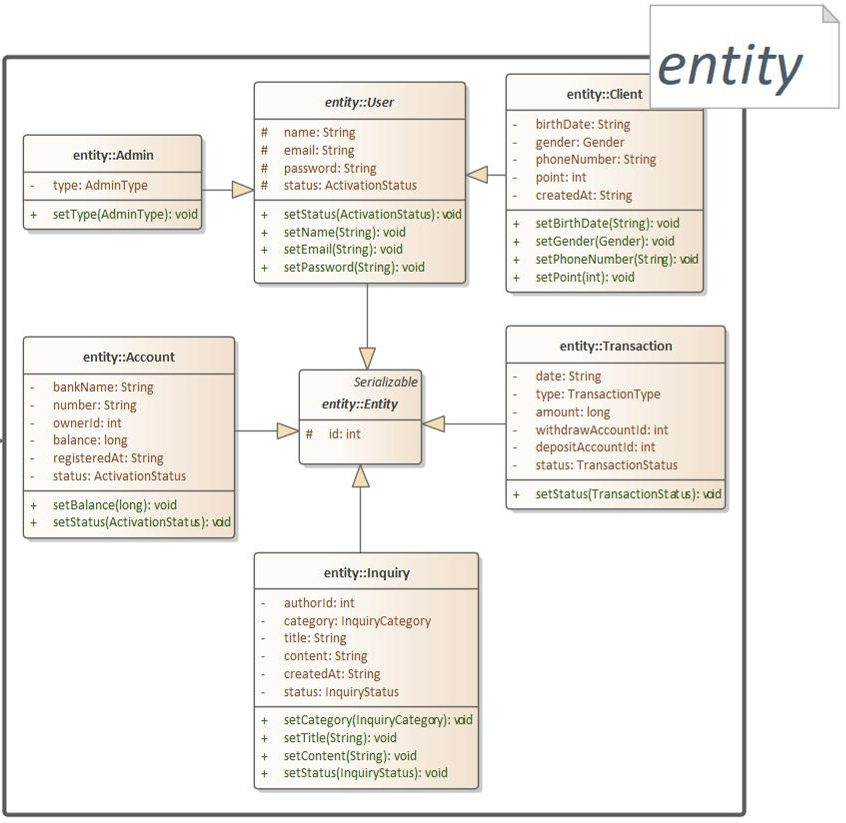 entity
entity::Admin
- type: AdminType
+ setType(AdminType): void
entity::User
# name: String
# email: String
# password: String
# status: ActivationStatus
+ setStatus(ActivationStatus): void
+ setName(String): void
+ setEmail(String): void
+ setPassword(String): void
entity::Client
- birthDate: String
- gender: Gender
- phoneNumber: String
- point: int
- createdAt: String
+ setBirthDate(String): void
+ setGender(Gender): void
+ setPhoneNumber(String): void
+ setPoint(int): void
entity::Account
- bankName: String
- number: String
- ownerId: int
- balance: long
- registeredAt: String
- status: ActivationStatus
+ setBalance(long): void
+ setStatus(ActivationStatus): void
Serializable
entity::Entity
# id: int
entity::Transaction
- date: String
- type: TransactionType
- amount: long
- withdrawAccountId: int
- depositAccountId: int
- status: TransactionStatus
+ setStatus(TransactionStatus): void
entity::Inquiry
- authorId: int
- category: InquiryCategory
- title: String
- content: String
- createdAt: String
- status: InquiryStatus
+ setCategory(InquiryCategory): void
+ setTitle(String): void
+ setContent(String): void
+ setStatus(InquiryStatus): void